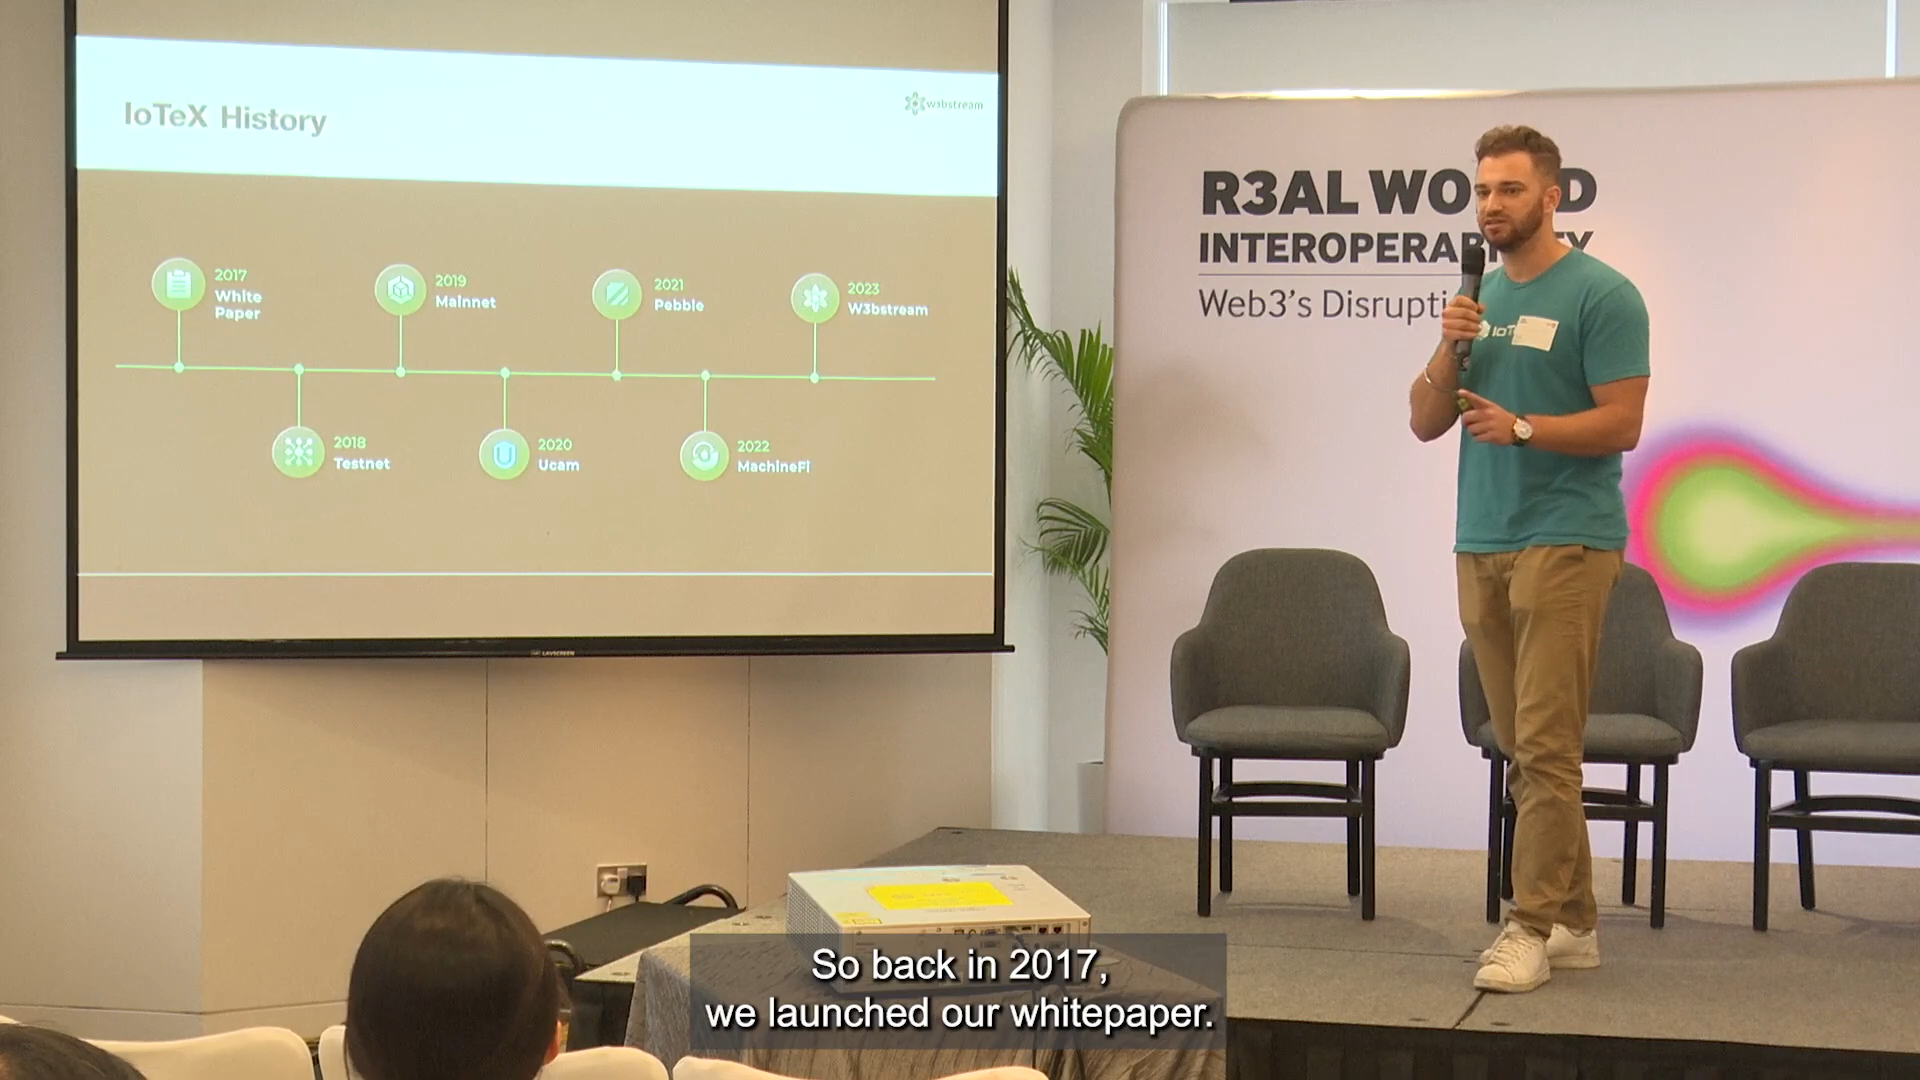 IoTeX History
w3bstream
2017
White
Paper
2019
Mainnet
2021
Pebble
2023
W3bstream
2018
Testnet
2020
Ucam
2022
MachineFi
R3AL WO D
INTEROPERAB Y
Web3's Disrupti
IoT
So back in 2017,
we launched our whitepaper.